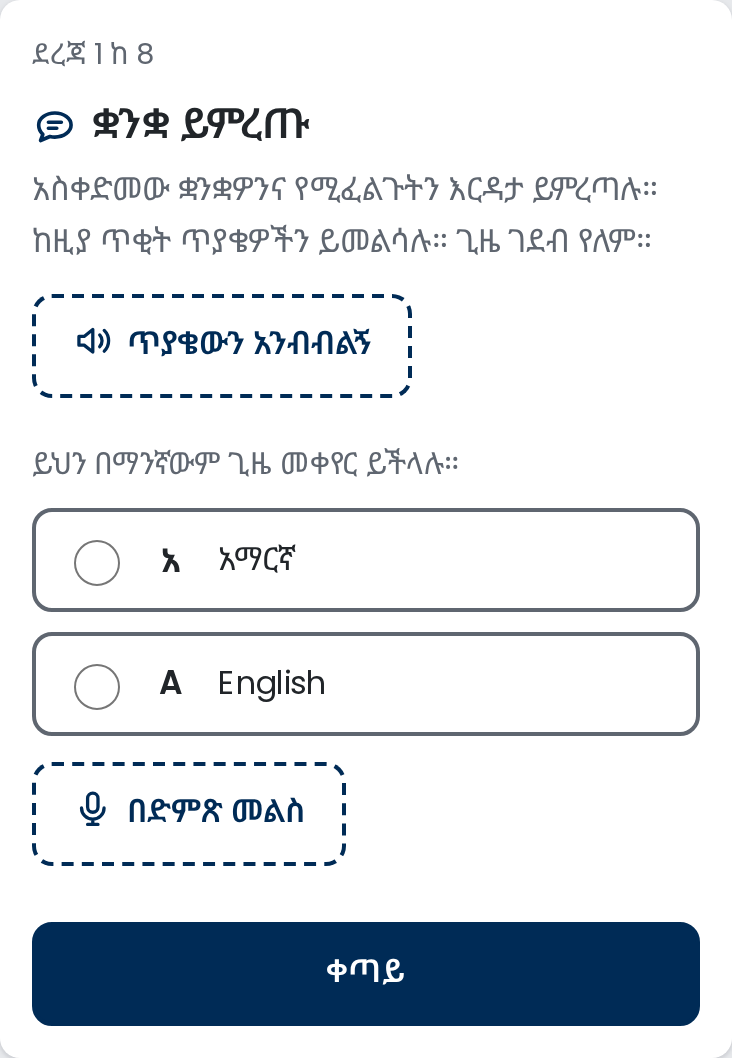 ደረጃ 1 ከ 8
ቋንቋ ይምረጡ
አስቀድመው ቋንቋዎንና የሚፈልጉትን እርዳታ ይምረጣሉ።
ከዚያ ጥቂት ጥያቄዎችን ይመልሳሉ። ጊዜ ገደብ የለም።
ጥያቄውን አንብብልኝ
ይህን በማንኛውም ጊዜ መቀየር ይችላሉ።
አ አማርኛ
A English
በድምጽ መልስ
ቀጣይ